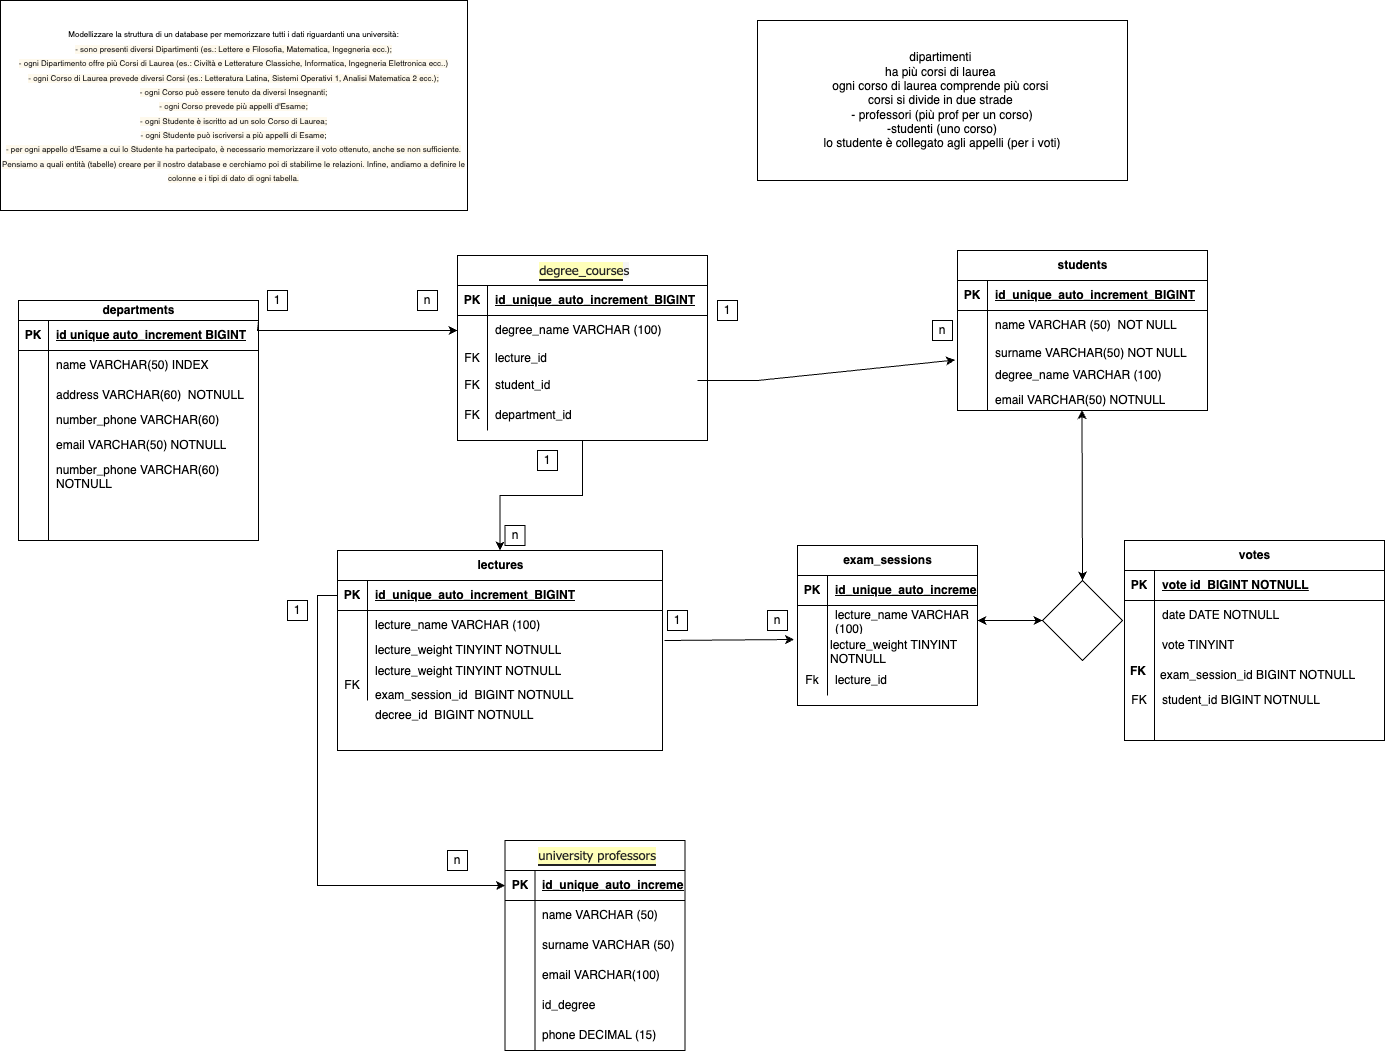 Modellizzare la struttura di un database per memorizzare tutti i dati riguardanti una università:
- sono presenti diversi Dipartimenti (es.: Lettere e Filosofia, Matematica, Ingegneria ecc.);
- ogni Dipartimento offre più Corsi di Laurea (es.: Civiltà e Letterature Classiche, Informatica, Ingegneria Elettronica ecc..)
- ogni Corso di Laurea prevede diversi Corsi (es.: Letteratura Latina, Sistemi Operativi 1, Analisi Matematica 2 ecc.);
- ogni Corso può essere tenuto da diversi Insegnanti;
- ogni Corso prevede più appelli d'Esame;
- ogni Studente è iscritto ad un solo Corso di Laurea;
- ogni Studente può iscriversi a più appelli di Esame;
- per ogni appello d'Esame a cui lo Studente ha partecipato, è necessario memorizzare il voto ottenuto, anche se non sufficiente.
Pensiamo a quali entità (tabelle) creare per il nostro database e cerchiamo poi di stabilirne le relazioni. Infine, andiamo a definire le
colonne e i tipi di dato di ogni tabella.
dipartimenti
ha più corsi di laurea
ogni corso di laurea comprende più corsi
corsi si divide in due strade
- professori (più prof per un corso)
-studenti (uno corso)
lo studente è collegato agli appelli (per i voti)
departments
PK id unique auto_increment BIGINT
name VARCHAR(50) INDEX
address VARCHAR(60) NOTNULL
number_phone VARCHAR(60)
email VARCHAR(50) NOTNULL
number_phone VARCHAR(60)
NOTNULL
1
n
degree_courses
PK id_unique_auto_increment_BIGINT
degree_name VARCHAR (100)
FK lecture_id
FK student_id
FK department_id
1
n
students
PK id_unique_auto_increment_BIGINT
name VARCHAR (50) NOT NULL
surname VARCHAR(50) NOT NULL
degree_name VARCHAR (100)
email VARCHAR(50) NOTNULL
1
n
lectures
PK id_unique_auto_increment_BIGINT
lecture_name VARCHAR (100)
lecture_weight TINYINT NOTNULL
lecture_weight TINYINT NOTNULL
FK
exam_session_id BIGINT NOTNULL
decree_id BIGINT NOTNULL
1
1
n
exam_sessions
PK id_unique_auto_increme
lecture_name VARCHAR
(100)
lecture_weight TINYINT
NOTNULL
Fk lecture_id
votes
PK vote id_BIGINT NOTNULL
date DATE NOTNULL
vote TINYINT
FK exam_session_id BIGINT NOTNULL
FK student_id BIGINT NOTNULL
n
university professors
PK id_unique_auto_increme
name VARCHAR (50)
surname VARCHAR (50)
email VARCHAR(100)
id_degree
phone DECIMAL (15)